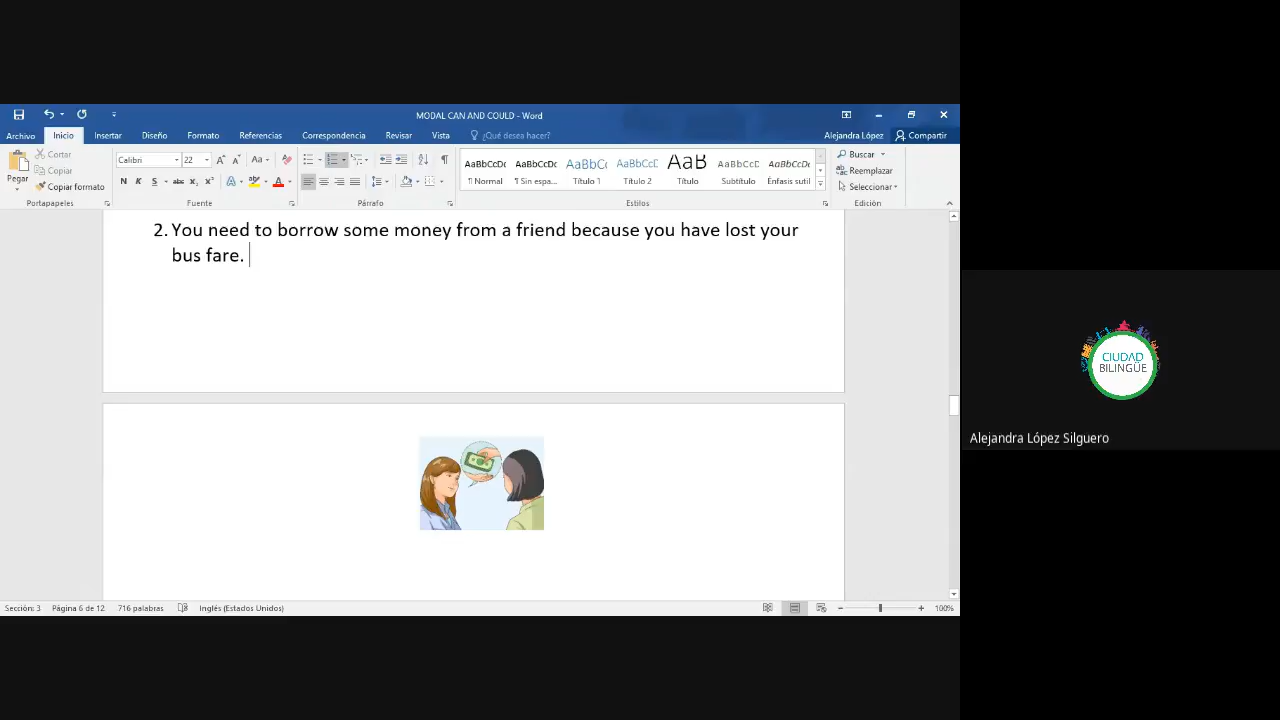 MODAL CAN AND COULD - Word
Archivo Inicio Insertar Diseño Formato Referencias Correspondencia Revisar Vista ¿Qué desea hacer? Alejandra López Compartir
Pegar
Cortar
Copiar
Copiar formato
Portapapeles
Calibri 22
Fuente
Párrafo
AaBbCcDc AaBbCcDc AaBbCc AaBbCcD AaB AaBbCcD AaBbCcDc
¶ Normal ¶ Sin espa... Título 1 Título 2 Título Subtítulo Énfasis sutil
Estilos
Buscar
Reemplazar
Seleccionar
Edición
2. You need to borrow some money from a friend because you have lost your
bus fare.
CIUDAD
BILINGÜE
Alejandra López Silguero
Sección: 3 Página 6 de 12 716 palabras Inglés (Estados Unidos) 100%